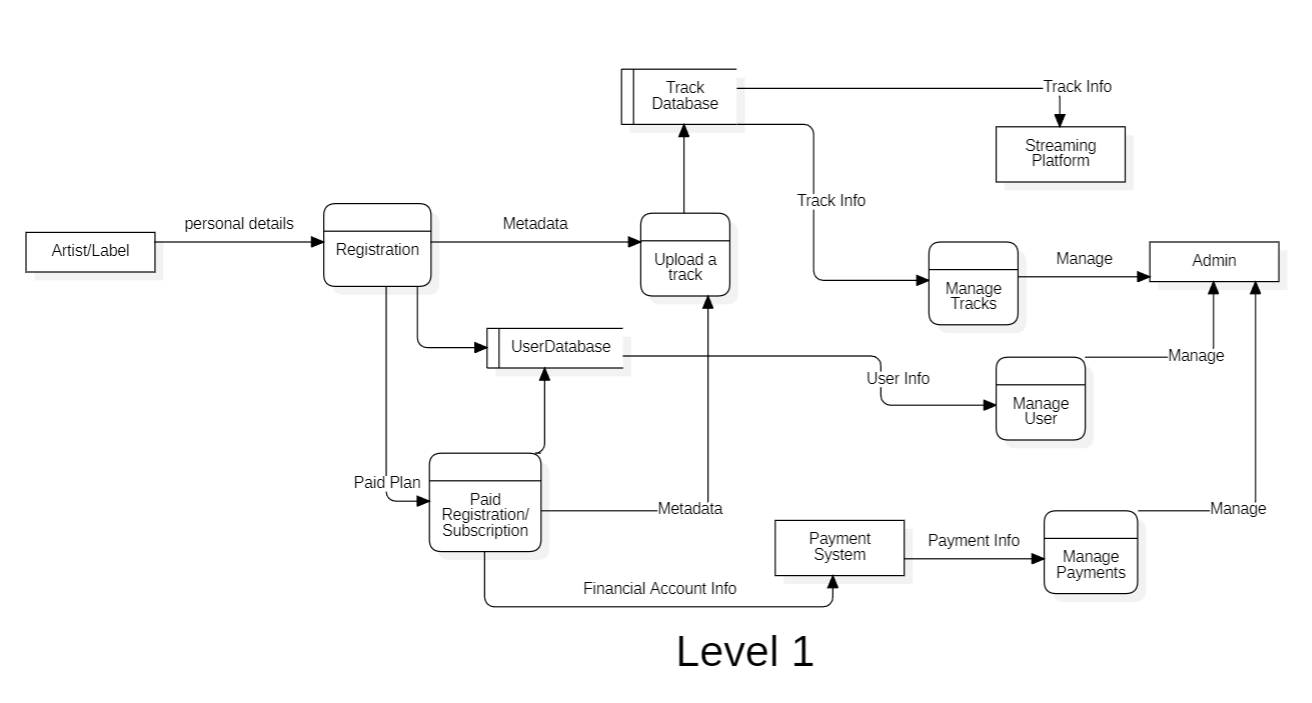 Track
Database
Track Info
Streaming
Platform
Track Info
personal details
Metadata
Artist/Label
Registration
Upload a
track
Manage
Tracks
Manage
Admin
UserDatabase
User Info
Manage
User
Manage
Paid Plan
Paid
Registration/
Subscription
Metadata
Payment
System
Payment Info
Manage
Payments
Manage
Financial Account Info
Level 1